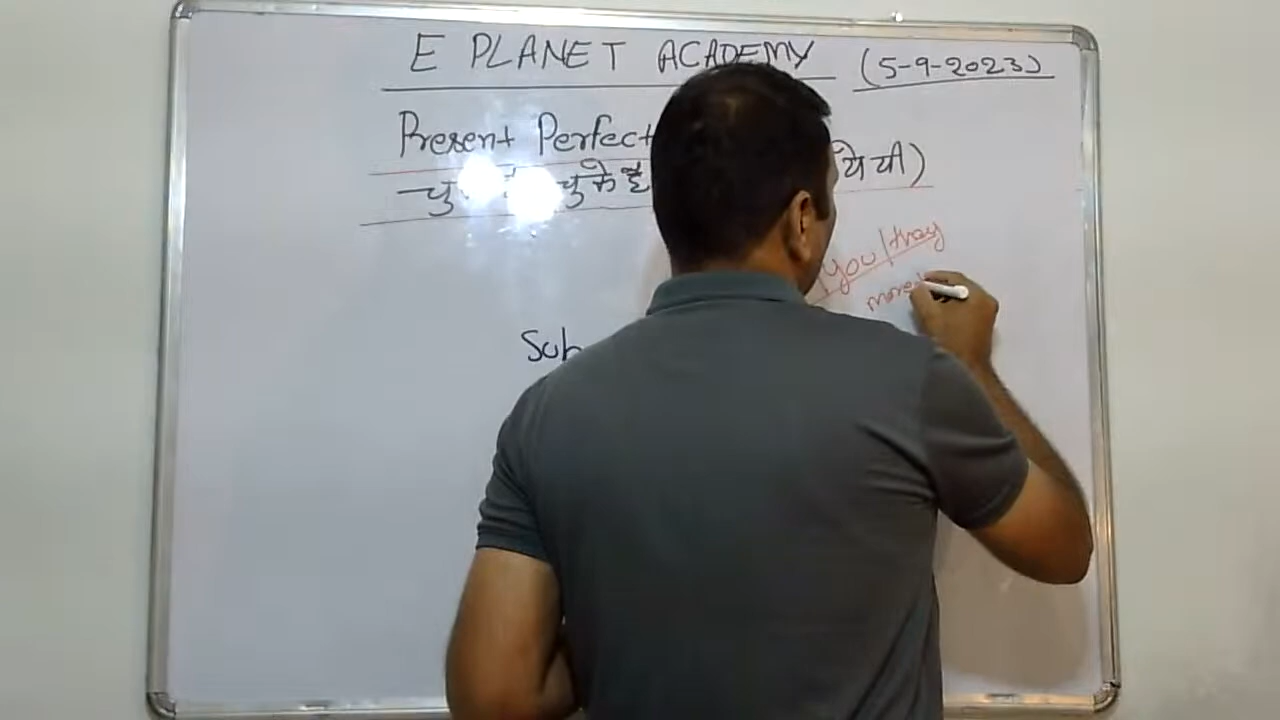 E PLANET ACADEMY (5-9-2023)
Present Perfect
चुके है ये यी)
You/they
Sub